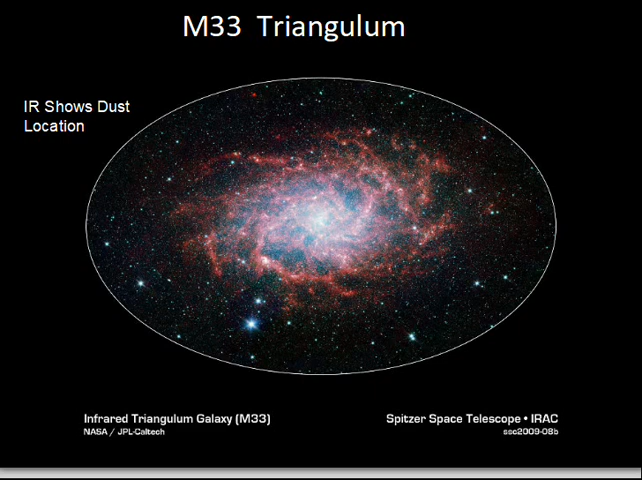 M33  Triangulum
IR Shows Dust
Location
Infrared Triangulum Galaxy (M33)
NASA / JPL-Caltech
Spitzer Space Telescope • IRAC
ssc2009-08b